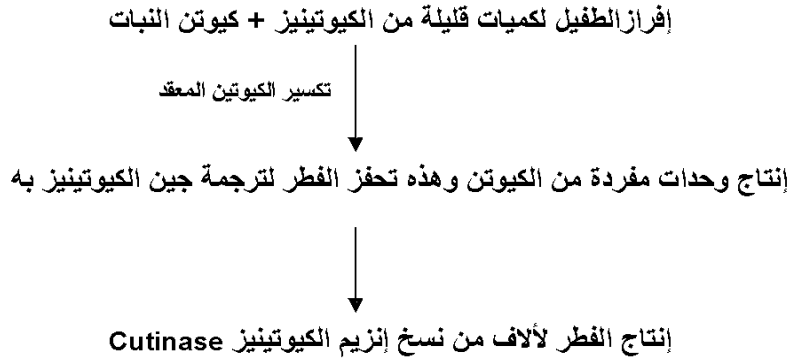 إفرازالطفيل لكميات قليلة من الكيوتينيز + كيوتن النبات
تكسير الكيوتين المعقد
إنتاج وحدات مفردة من الكيوتن وهذه تحفز الفطر لترجمة جين الكيوتينيز به
إنتاج الفطر لألاف من نسخ إنزيم الكيوتينيز Cutinase